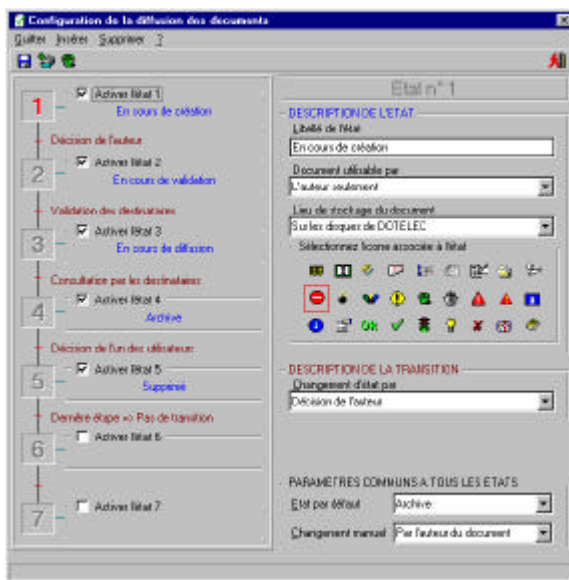 Configuration de la diffusion des documents
Quitter Insérer Supprimer ?
1
Activer l'état 1
En cours de création
Décision de l'auteur
2
Activer l'état 2
En cours de validation
Validation des destinataires
3
Activer l'état 3
En cours de diffusion
Consultation par les destinataires
4
Activer l'état 4
Archive
Décision de l'un des utilisateurs
5
Activer l'état 5
Supprimé
Dernière étape => Pas de transition
6
Activer l'état 6
7
Activer l'état 7
Etat n° 1
DESCRIPTION DE L'ETAT
Libellé de l'état
En cours de création
Document utilisable par
L'auteur seulement
Lieu de stockage du document
Sur les disques de DOTELEC
Sélectionnez l'icone associée à l'état
Ok
DESCRIPTION DE LA TRANSITION
Changement d'état par
Décision de l'auteur
PARAMETRES COMMUNS A TOUS LES ETATS
Etat par défaut
Archive
Changement manuel
Par l'auteur du document